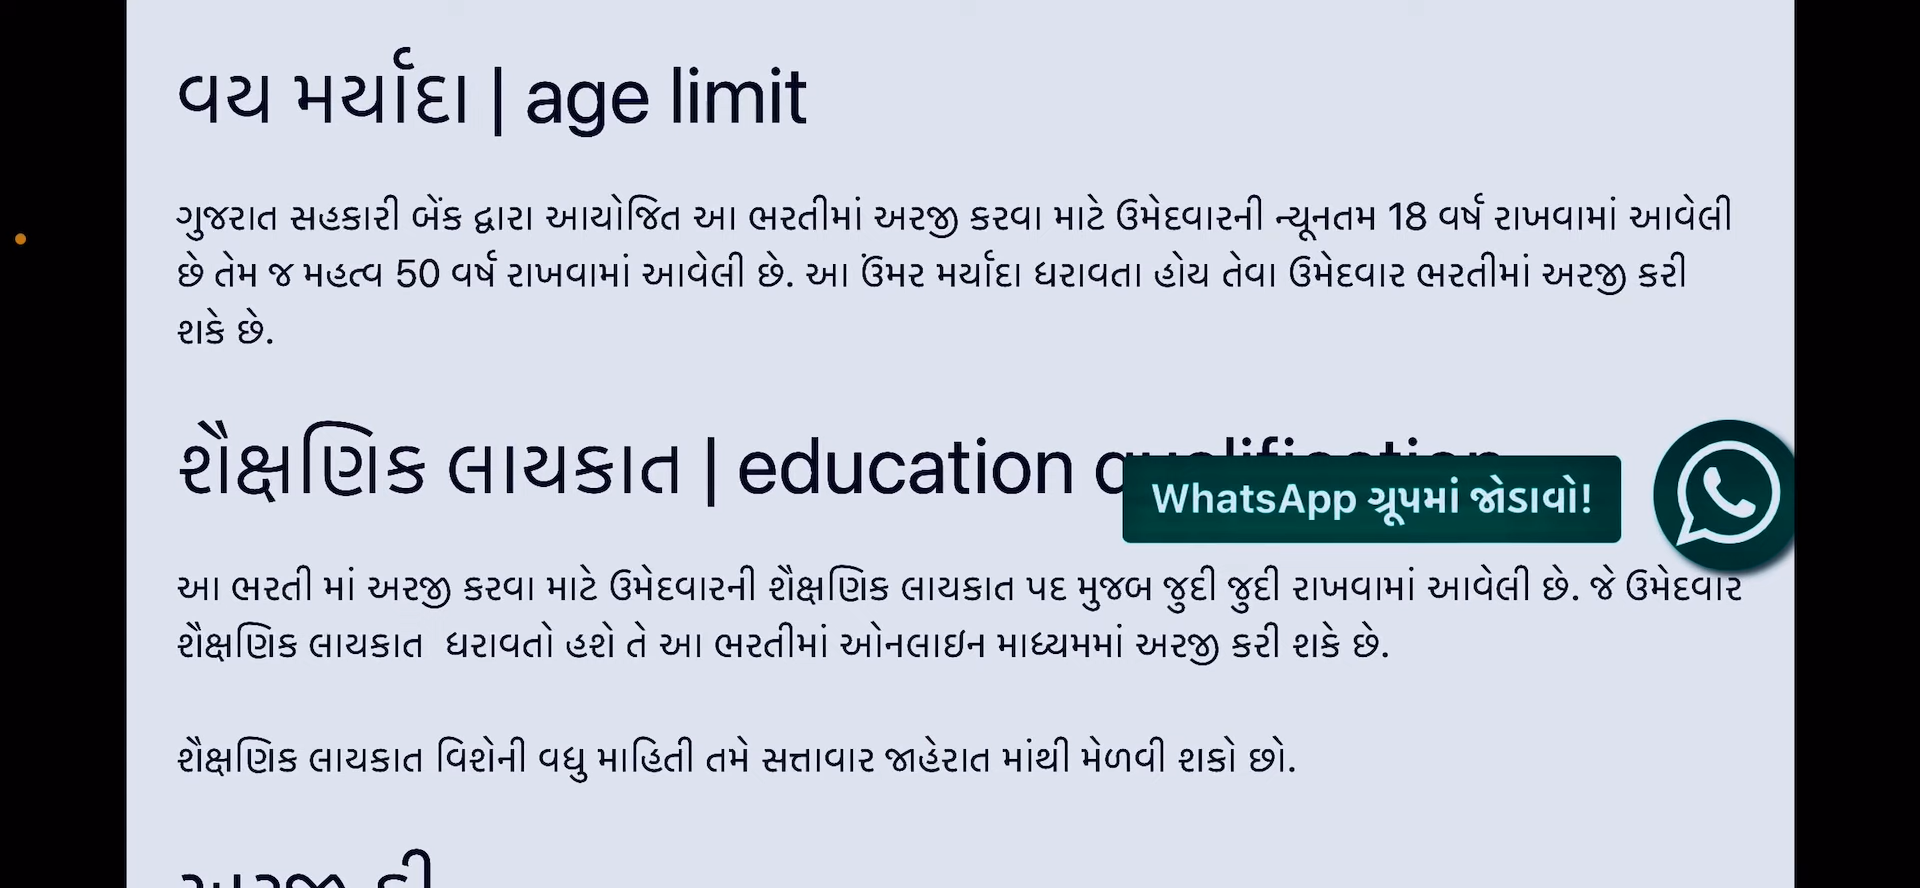 વય મર્યાદા | age limit
ગુજરાત સહકારી બેંક દ્વારા આયોજિત આ ભરતીમાં અરજી કરવા માટે ઉમેદવારની ન્યૂનતમ 18 વર્ષ રાખવામાં આવેલી
છે તેમ જ મહત્વ 50 વર્ષ રાખવામાં આવેલી છે. આ ઉંમર મર્યાદા ધરાવતા હોય તેવા ઉમેદવાર ભરતીમાં અરજી કરી
શકે છે.
શૈક્ષણિક લાયકાત | education qualification
WhatsApp ગ્રૂપમાં જોડાવો!
આ ભરતી માં અરજી કરવા માટે ઉમેદવારની શૈક્ષણિક લાયકાત પદ મુજબ જુદી જુદી રાખવામાં આવેલી છે. જે ઉમેદવાર
શૈક્ષણિક લાયકાત  ધરાવતો હશે તે આ ભરતીમાં ઓનલાઇન માધ્યમમાં અરજી કરી શકે છે.
શૈક્ષણિક લાયકાત વિશેની વધુ માહિતી તમે સત્તાવાર જાહેરાત માંથી મેળવી શકો છો.